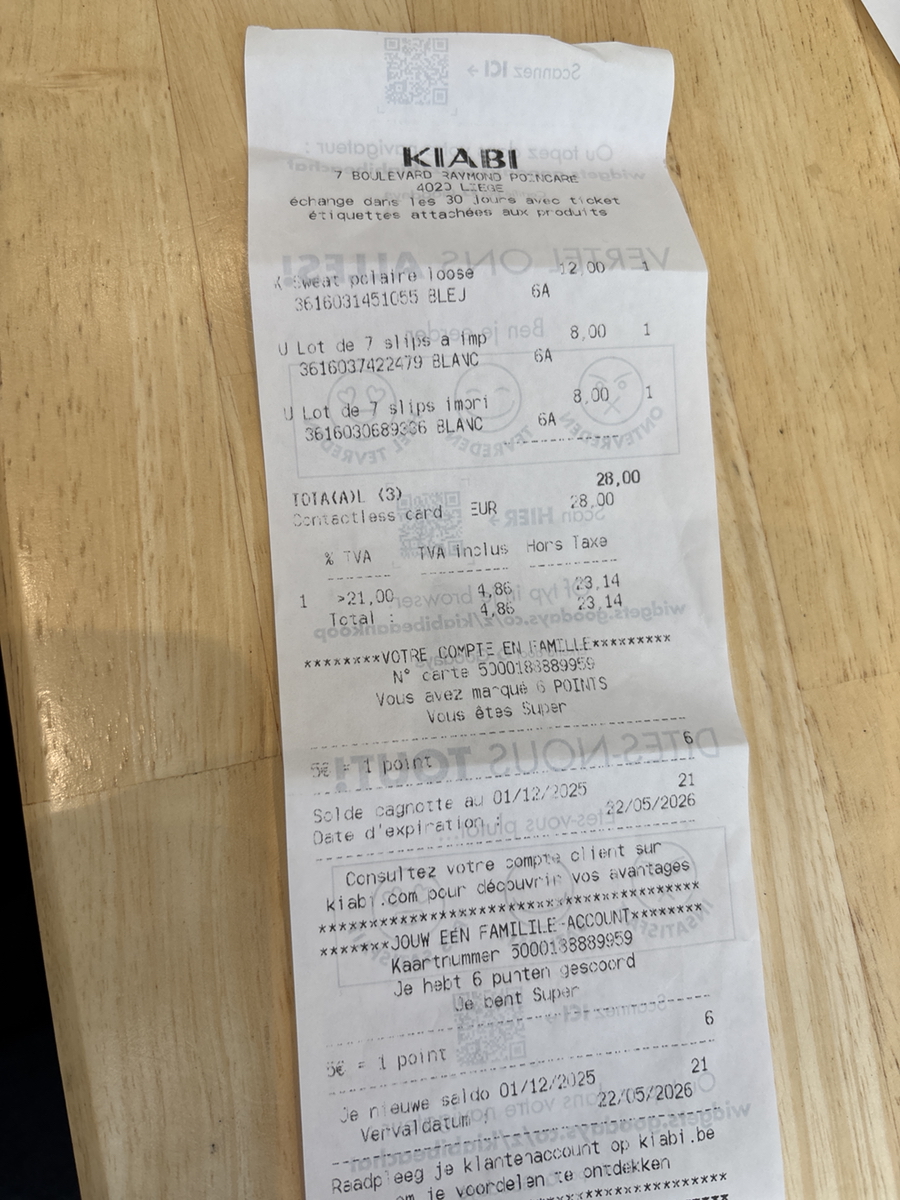 KIABI
7 BOULEVARD RAYMOND POINCARE
4020 LIEGE
échange dans les 30 jours avec ticket
étiquettes attachées aux produits
Sweat polaire loose 12,00 1
3616031451055 BLEJ 6A
U Lot de 7 slips a imp 8,00 1
3616037422479 BLANC 6A
U Lot de 7 slips impri 8,00 1
3616030689336 BLANC 6A
28,00
TOTA(A)L (3)
Contactless card EUR 28,00
% TVA TVA inclus Hors Taxe
1 >21,00 4,86 23,14
Total : 4,86 23,14
********VOTRE COMPTE EN FAMILLE*********
N° carte
Vous avez marqué 6 POINTS
Vous êtes Super
6
5€ = 1 point
Solde cagnotte au 01/12/2025 21
Date d'expiration : 22/05/2026
Consultez votre compte client sur
kiabi.com pour découvrir vos avantages
****************************************
*******JOUW EEN FAMILILE-ACCOUNT********
Kaartnummer
Je hebt 6 punten gescoord
Je bent Super
6
5€ = 1 point
Je nieuwe saldo 01/12/2025 21
Vervaldatum : 22/05/2026
Raadpleeg je klantenaccount op kiabi.be
om je voordelen te ontdekken